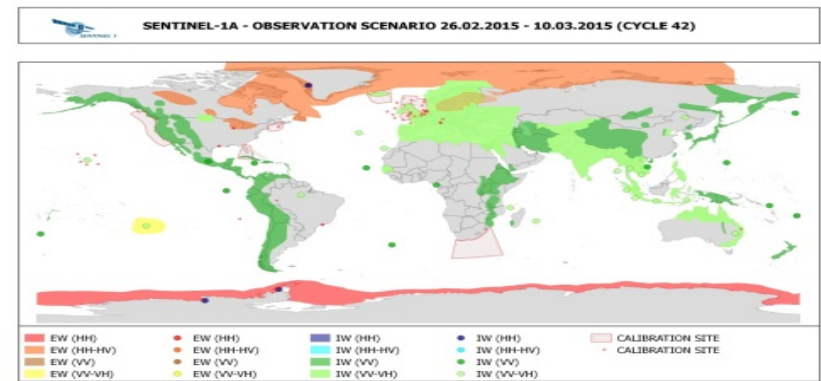 SENTINEL-1
SENTINEL-1A - OBSERVATION SCENARIO 26.02.2015 - 10.03.2015 (CYCLE 42)
EW (HH) EW (HH) IW (HH) IW (HH) CALIBRATION SITE
EW (HH-HV) EW (HH-HV) IW (HH-HV) IW (HH-HV) CALIBRATION SITE
EW (VV) EW (VV) IW (VV) IW (VV)
EW (VV-VH) EW (VV-VH) IW (VV-VH) IW (VV-VH)